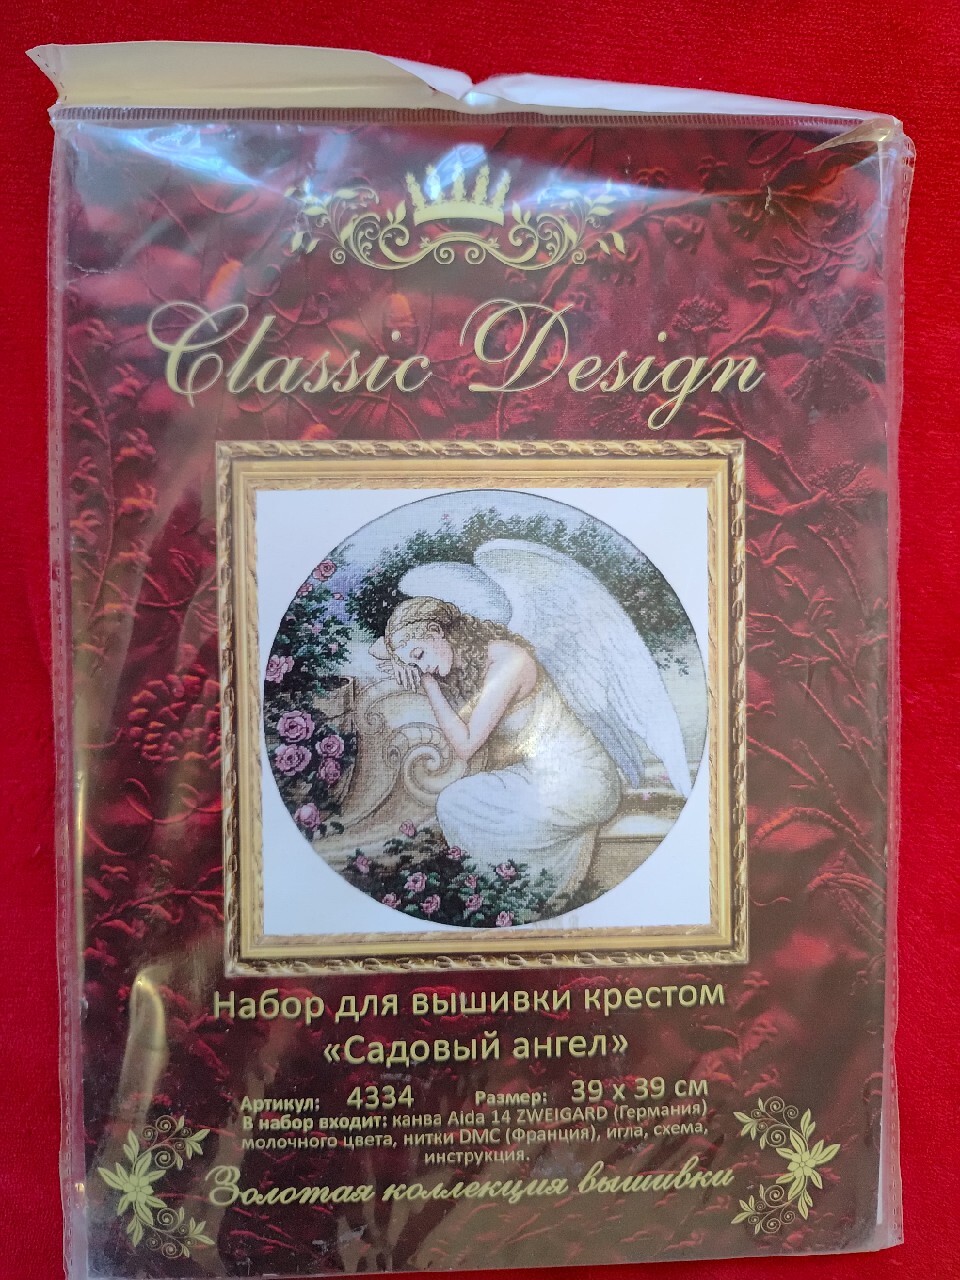 Classic Design
Набор для вышивки крестом
«Садовый ангел»
Артикул: 4334 Размер: 39 x 39 см
В набор входит: канва Aida 14 ZWEIGARD (Германия)
молочного цвета, нитки DMC (Франция), игла, схема,
инструкция.
Золотая коллекция вышивки